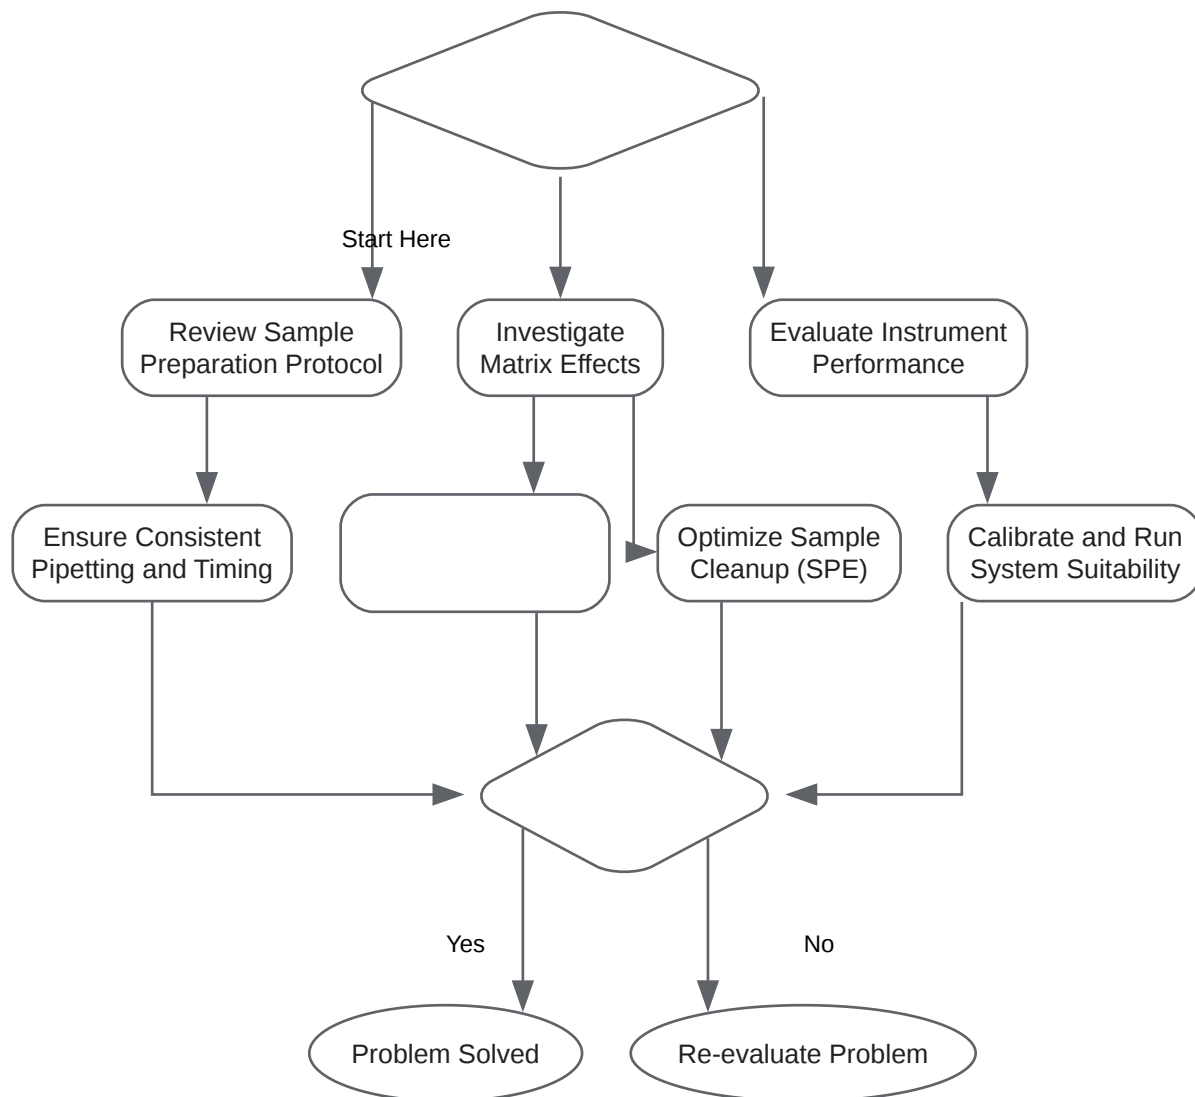 Start Here
Review Sample
Preparation Protocol
Investigate
Matrix Effects
Evaluate Instrument
Performance
Ensure Consistent
Pipetting and Timing
Optimize Sample
Cleanup (SPE)
Calibrate and Run
System Suitability
Yes
No
Problem Solved
Re-evaluate Problem